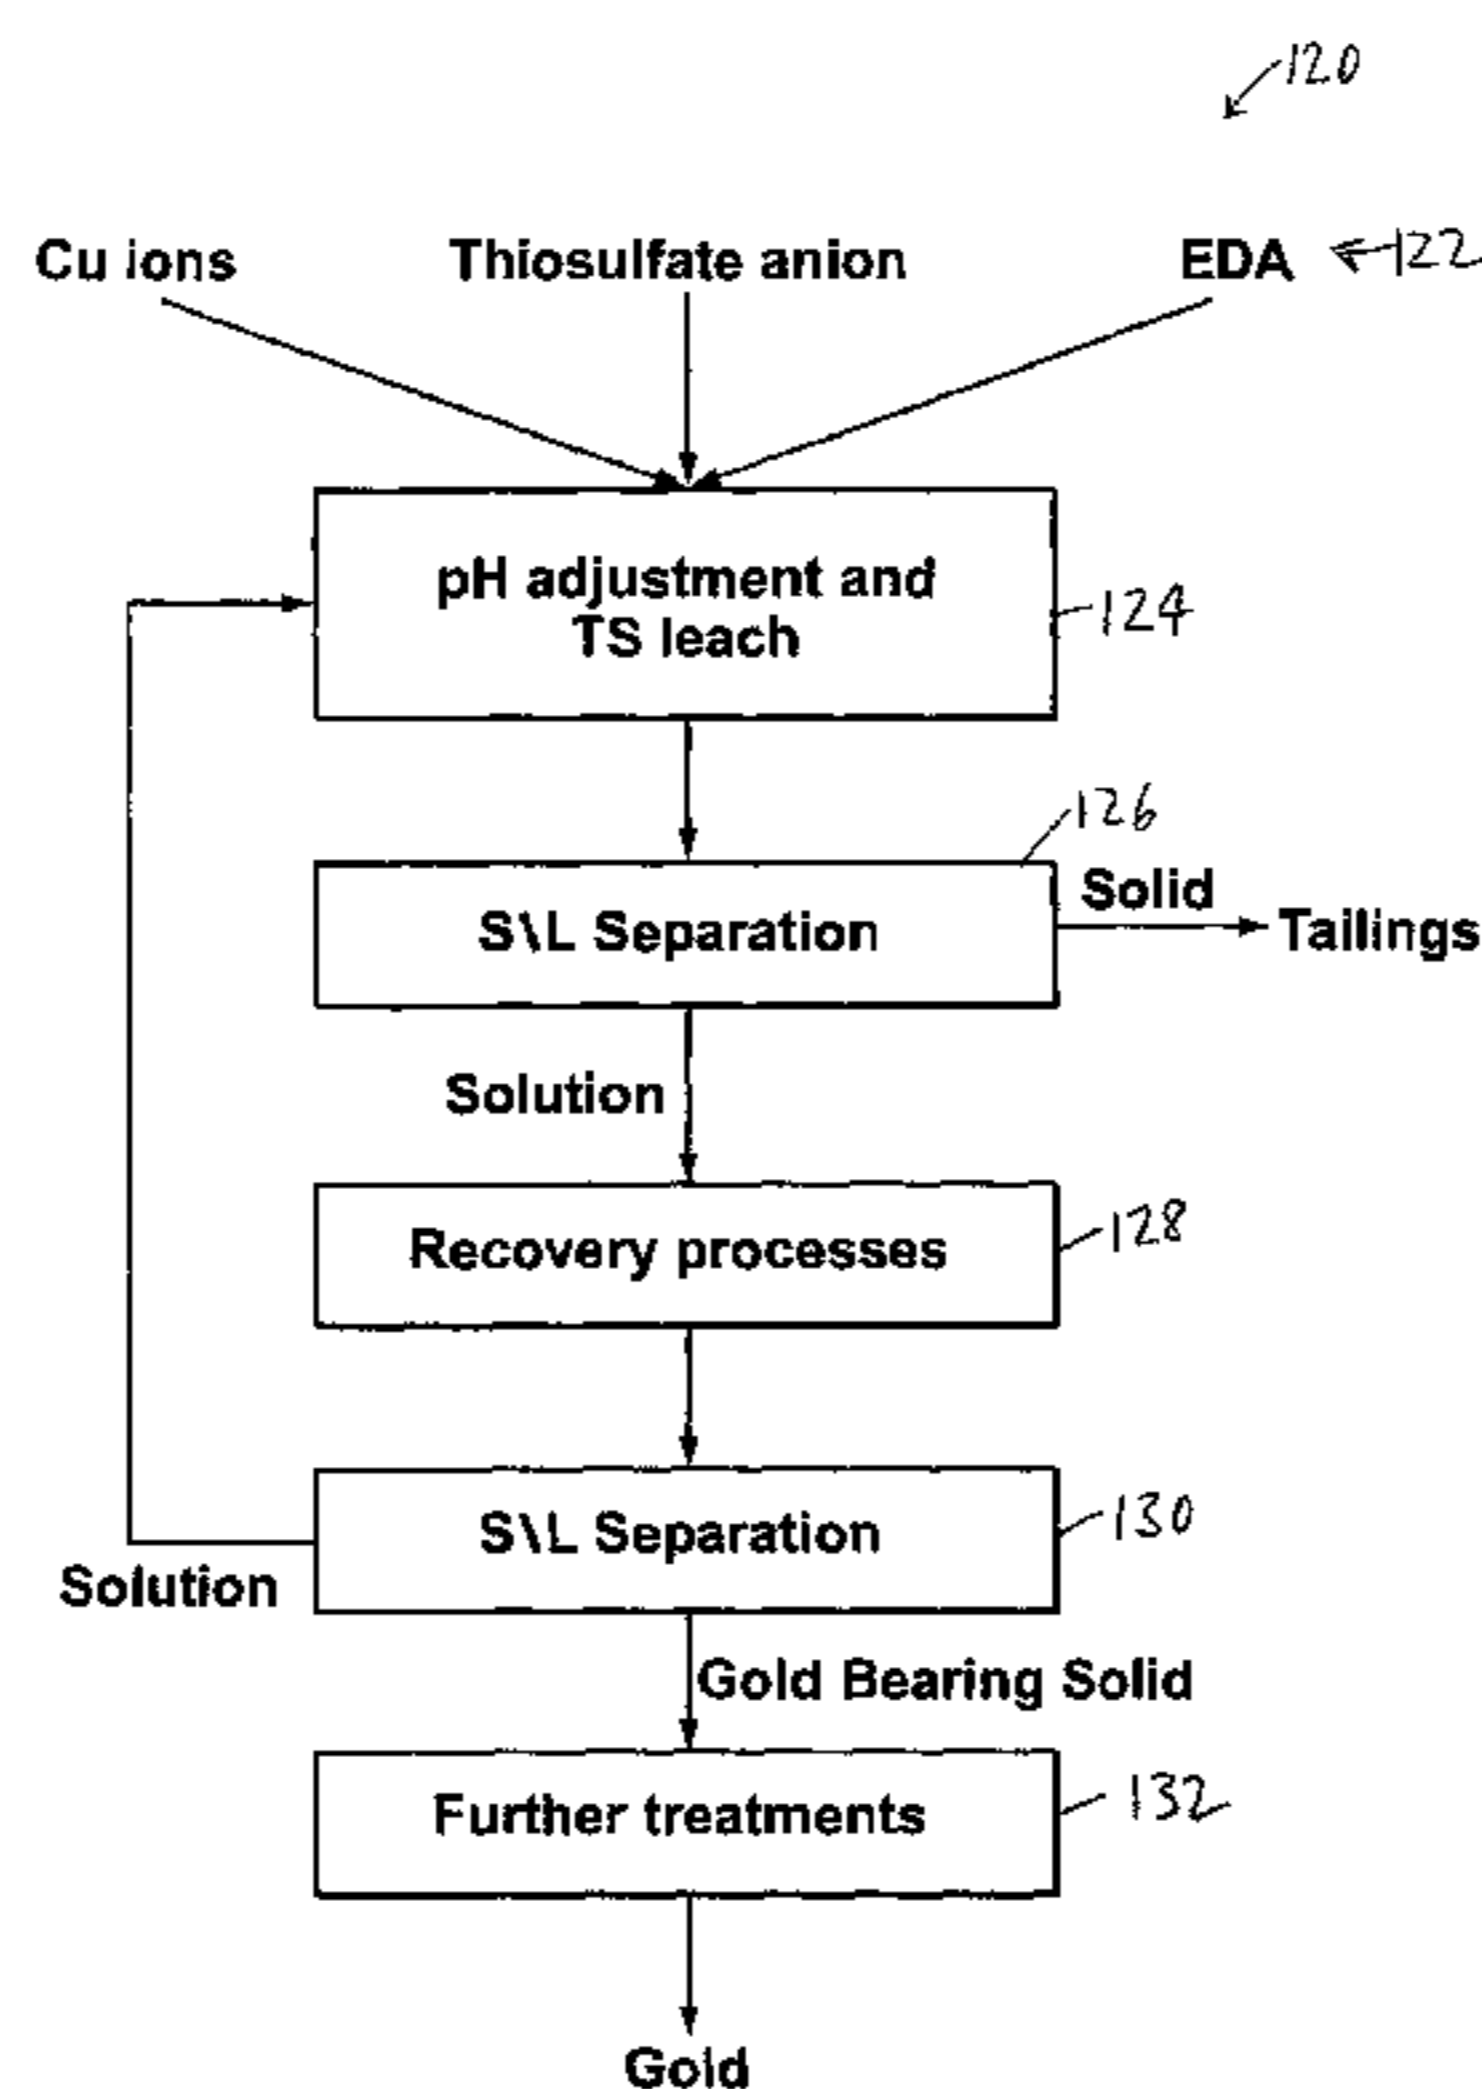 120
Cu ions Thiosulfate anion EDA 122
pH adjustment and
TS leach
124
126
Solid
S\L Separation
Tailings
Solution
Recovery processes
128
S\L Separation
130
Solution
Gold Bearing Solid
Further treatments
132
Gold